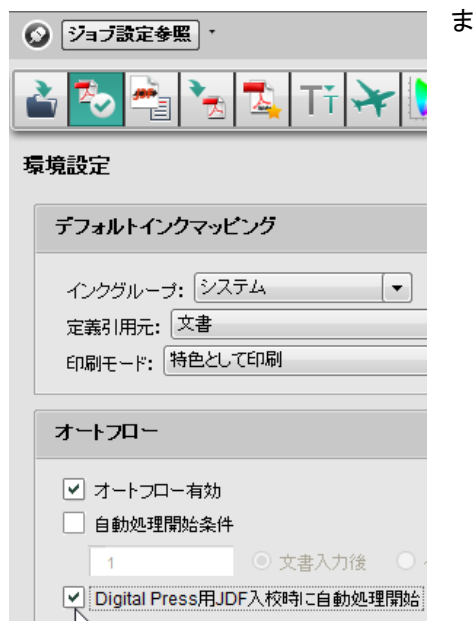 ジョブ設定参照
ま
TT
環境設定
デフォルトインクマッピング
インクグループ: システム
定義引用元: 文書
印刷モード: 特色として印刷
オートフロー
オートフロー有効
自動処理開始条件
1 文書入力後
Digital Press用JDF入校時に自動処理開始